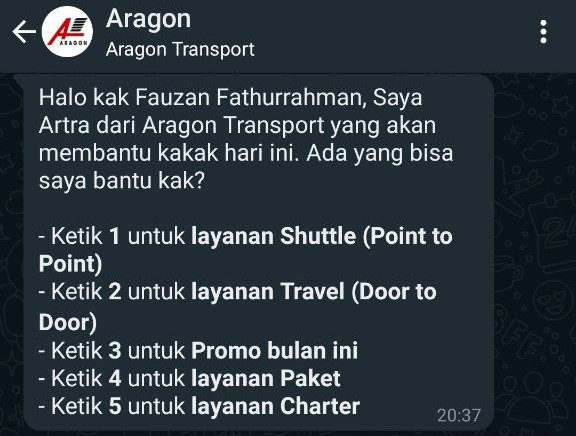 Aragon
ARAGON
Aragon Transport
Halo kak Fauzan Fathurrahman, Saya
Artra dari Aragon Transport yang akan
membantu kakak hari ini. Ada yang bisa
saya bantu kak?
- Ketik 1 untuk layanan Shuttle (Point to
Point)
- Ketik 2 untuk layanan Travel (Door to
Door)
- Ketik 3 untuk Promo bulan ini
- Ketik 4 untuk layanan Paket
- Ketik 5 untuk layanan Charter
20:37